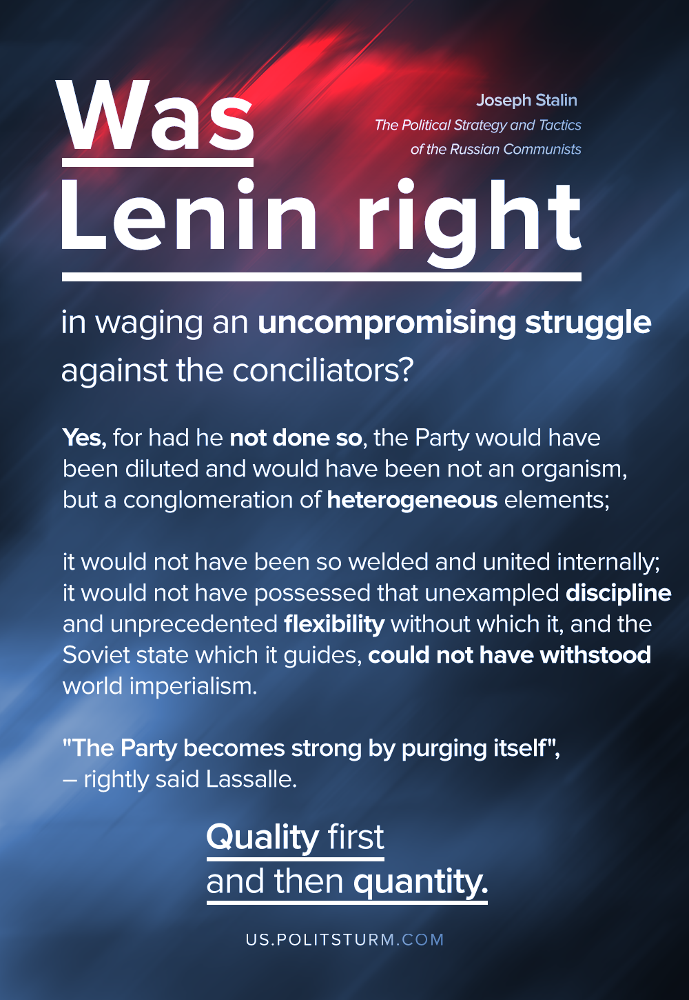 Was
Joseph Stalin
The Political Strategy and Tactics
of the Russian Communists
Lenin right
in waging an uncompromising struggle
against the conciliators?
Yes, for had he not done so, the Party would have
been diluted and would have been not an organism,
but a conglomeration of heterogeneous elements;
it would not have been so welded and united internally;
it would not have possessed that unexampled discipline
and unprecedented flexibility without which it, and the
Soviet state which it guides, could not have withstood
world imperialism.
"The Party becomes strong by purging itself",
– rightly said Lassalle.
Quality first
and then quantity.
US.POLITSTURM.COM